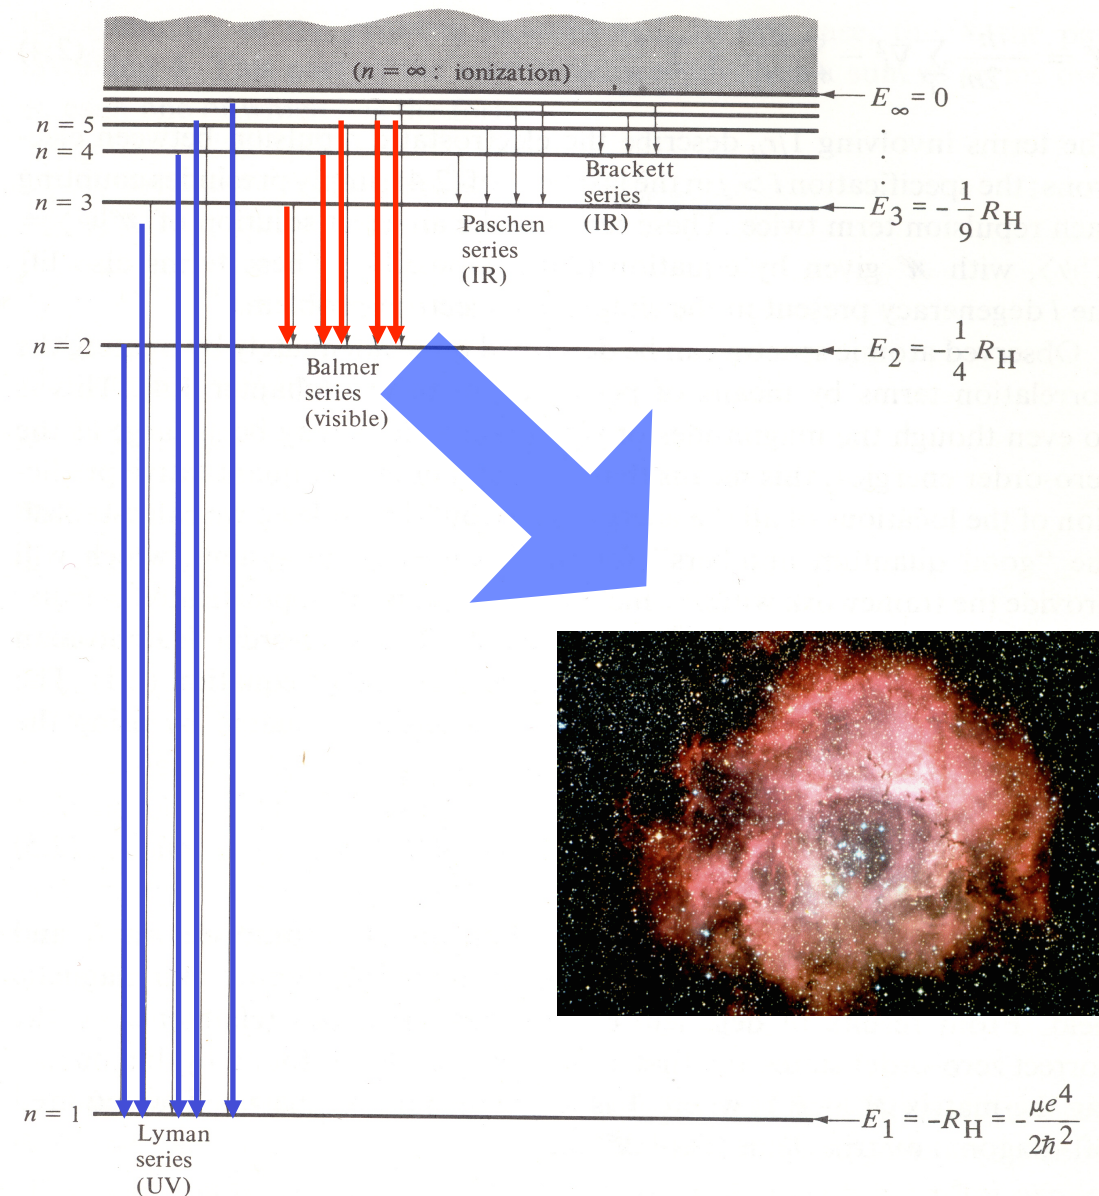 (n = ∞: ionization)
E∞ = 0
n = 5
n = 4
n = 3
E3 = - 1/9 RH
Brackett
series
(IR)
Paschen
series
(IR)
n = 2
E2 = - 1/4 RH
Balmer
series
(visible)
n = 1
E1 = -RH = - μe⁴/2ħ²
Lyman
series
(UV)